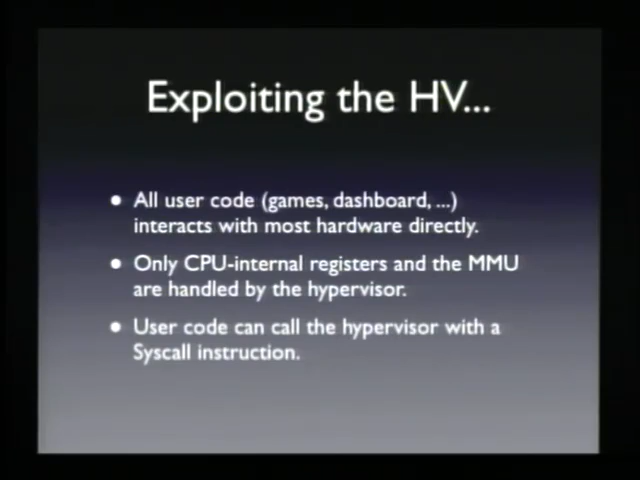 Exploiting the HV...
• All user code (games, dashboard, ...)
interacts with most hardware directly.
• Only CPU-internal registers and the MMU
are handled by the hypervisor.
• User code can call the hypervisor with a
Syscall instruction.